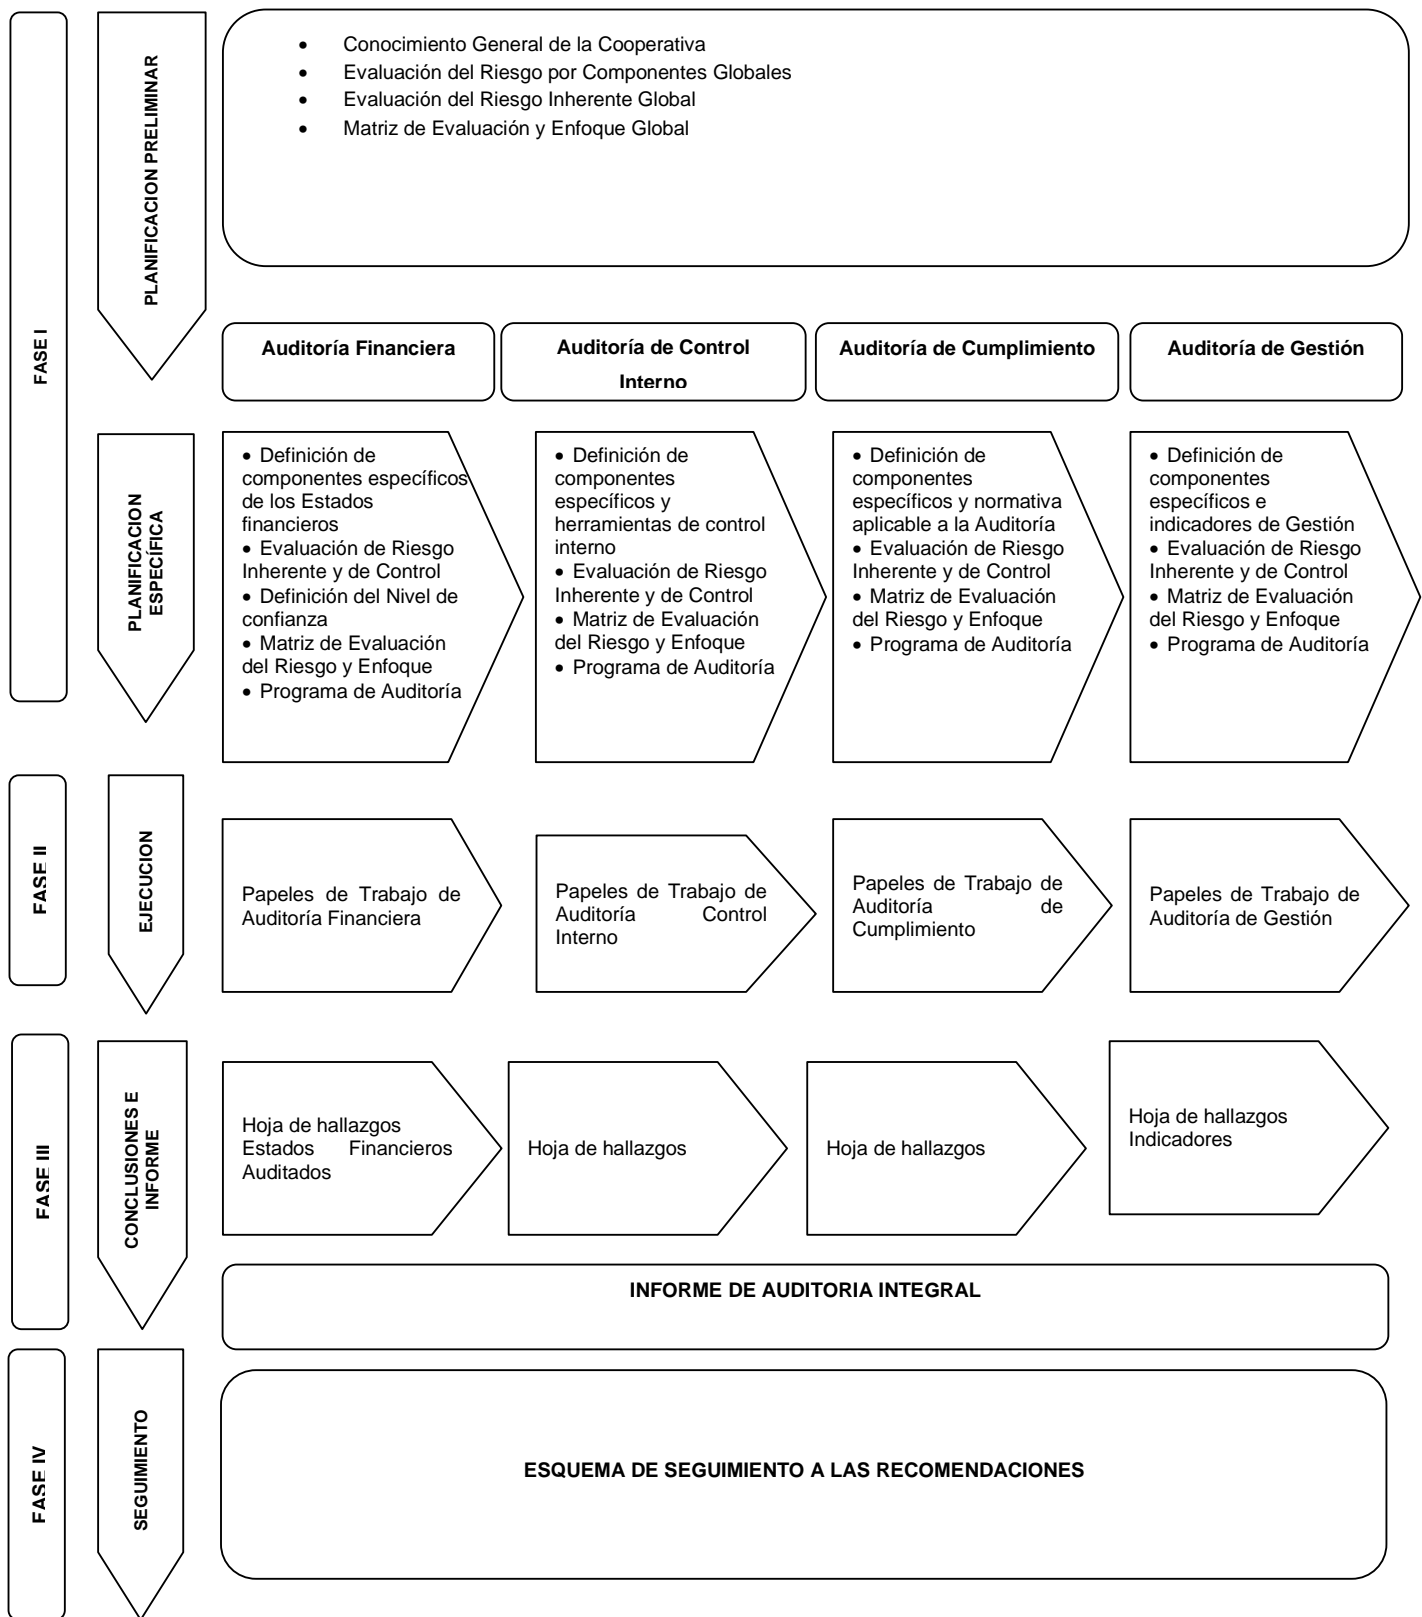 FASE I
PLANIFICACION PRELIMINAR
• Conocimiento General de la Cooperativa
• Evaluación del Riesgo por Componentes Globales
• Evaluación del Riesgo Inherente Global
• Matriz de Evaluación y Enfoque Global
Auditoría Financiera
Auditoría de Control
Interno
Auditoría de Cumplimiento
Auditoría de Gestión
PLANIFICACION
ESPECÍFICA
• Definición de
componentes específicos
de los Estados
financieros
• Evaluación de Riesgo
Inherente y de Control
• Definición del Nivel de
confianza
• Matriz de Evaluación
del Riesgo y Enfoque
• Programa de Auditoría
• Definición de
componentes
específicos y
herramientas de control
interno
• Evaluación de Riesgo
Inherente y de Control
• Matriz de Evaluación
del Riesgo y Enfoque
• Programa de Auditoría
• Definición de
componentes
específicos y normativa
aplicable a la Auditoría
• Evaluación de Riesgo
Inherente y de Control
• Matriz de Evaluación
del Riesgo y Enfoque
• Programa de Auditoría
• Definición de
componentes
específicos e
indicadores de Gestión
• Evaluación de Riesgo
Inherente y de Control
• Matriz de Evaluación
del Riesgo y Enfoque
• Programa de Auditoría
FASE II
EJECUCION
Papeles de Trabajo de
Auditoría Financiera
Papeles de Trabajo de
Auditoría Control
Interno
Papeles de Trabajo de
Auditoría de
Cumplimiento
Papeles de Trabajo de
Auditoría de Gestión
FASE III
CONCLUSIONES E
INFORME
Hoja de hallazgos
Estados Financieros
Auditados
Hoja de hallazgos
Hoja de hallazgos
Hoja de hallazgos
Indicadores
INFORME DE AUDITORIA INTEGRAL
FASE IV
SEGUIMIENTO
ESQUEMA DE SEGUIMIENTO A LAS RECOMENDACIONES